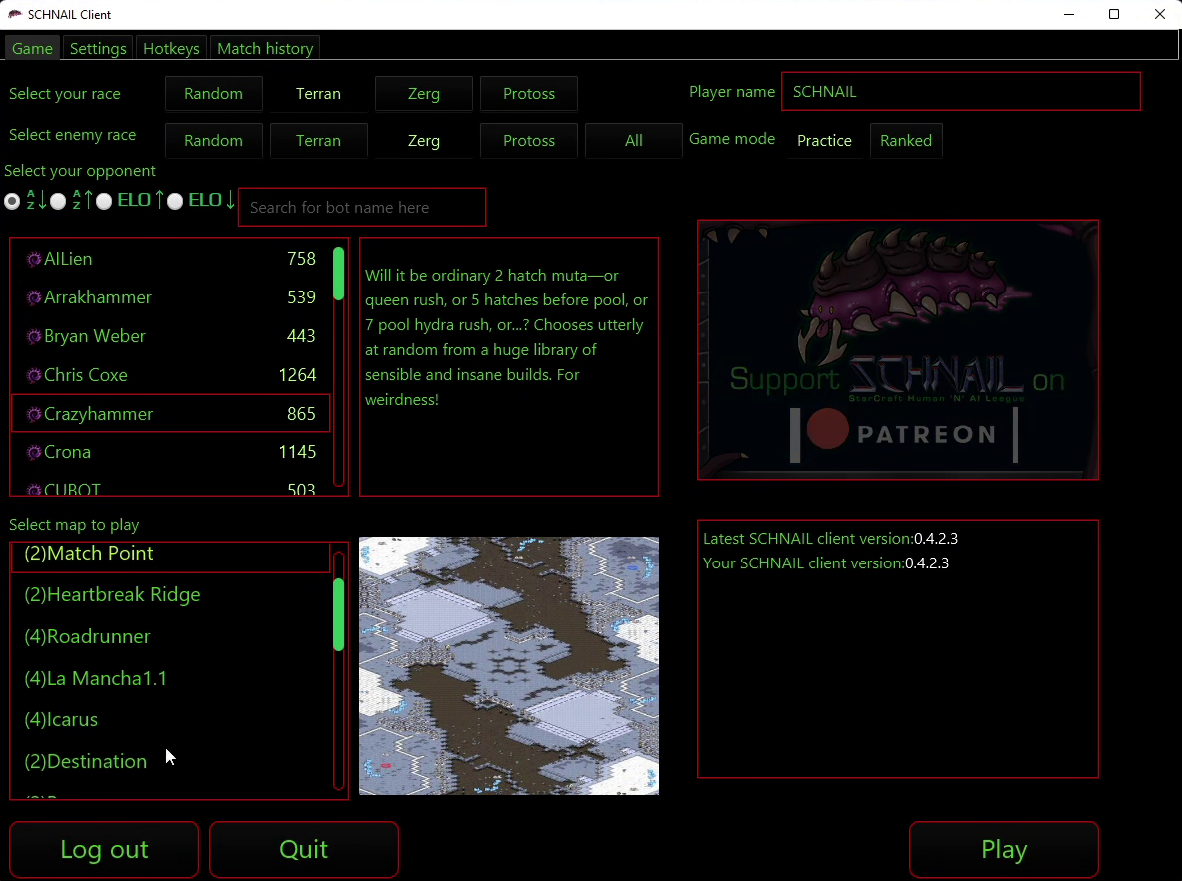 SCHNAIL Client
Game Settings Hotkeys Match history
Select your race Random Terran Zerg Protoss
Player name SCHNAIL
Select enemy race Random Terran Zerg Protoss All
Game mode Practice Ranked
Select your opponent
A Z ↓ A Z ↑ ELO ↑ ELO ↓ Search for bot name here
AILien 758
Arrakhammer 539
Bryan Weber 443
Chris Coxe 1264
Crazyhammer 865
Crona 1145
CUBOT 503
Will it be ordinary 2 hatch muta—or
queen rush, or 5 hatches before pool, or
7 pool hydra rush, or...? Chooses utterly
at random from a huge library of
sensible and insane builds. For
weirdness!
Support SCHNAIL on
StarCraft Human 'N' AI League
PATREON
Select map to play
(2)Match Point
(2)Heartbreak Ridge
(4)Roadrunner
(4)La Mancha1.1
(4)Icarus
(2)Destination
Latest SCHNAIL client version:0.4.2.3
Your SCHNAIL client version:0.4.2.3
Log out Quit Play